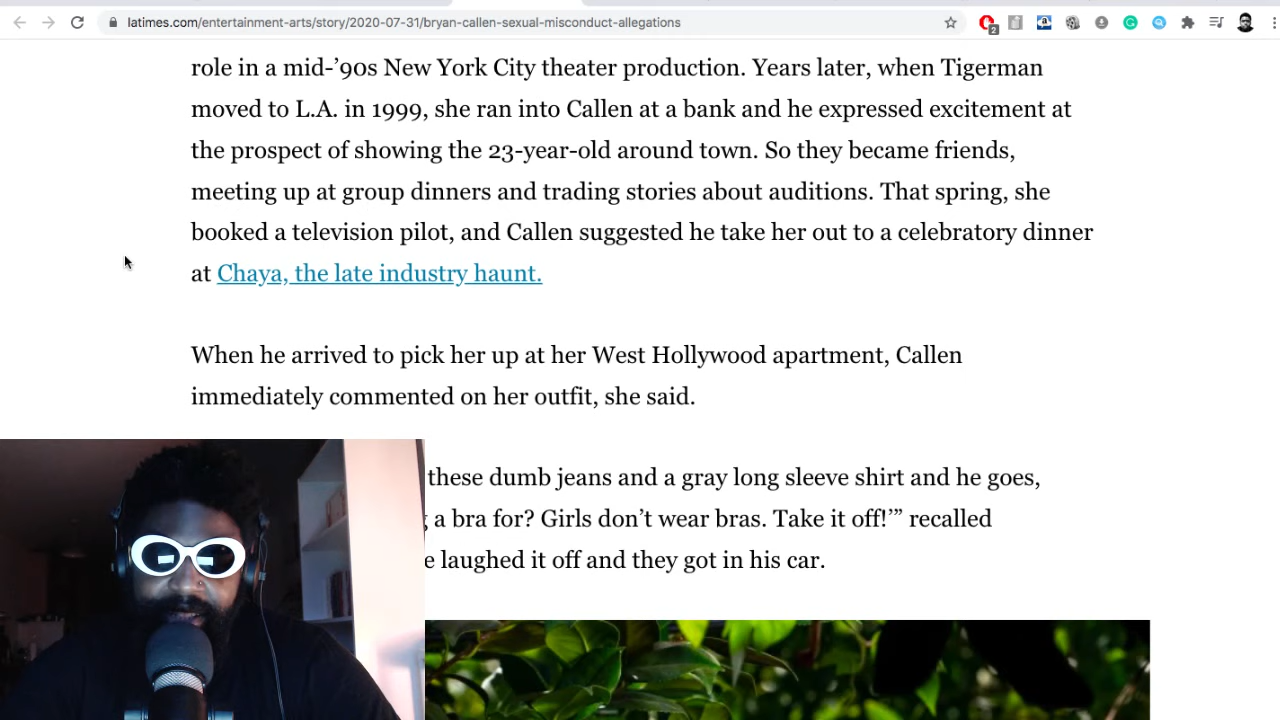 latimes.com/entertainment-arts/story/2020-07-31/bryan-callen-sexual-misconduct-allegations
2
role in a mid-’90s New York City theater production. Years later, when Tigerman
moved to L.A. in 1999, she ran into Callen at a bank and he expressed excitement at
the prospect of showing the 23-year-old around town. So they became friends,
meeting up at group dinners and trading stories about auditions. That spring, she
booked a television pilot, and Callen suggested he take her out to a celebratory dinner
at Chaya, the late industry haunt.
When he arrived to pick her up at her West Hollywood apartment, Callen
immediately commented on her outfit, she said.
these dumb jeans and a gray long sleeve shirt and he goes,
a bra for? Girls don’t wear bras. Take it off!’” recalled
laughed it off and they got in his car.